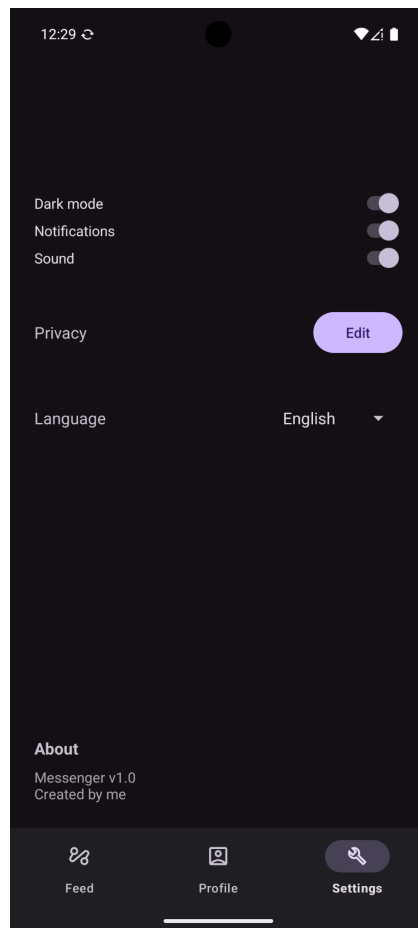 12:29
Dark mode
Notifications
Sound
Privacy
Edit
Language
English
About
Messenger v1.0
Created by me
Feed
Profile
Settings